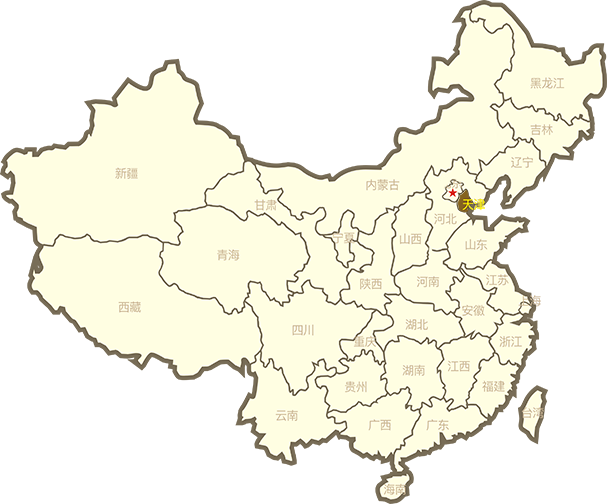 黑龙江
吉林
辽宁
新疆
内蒙古
甘肃
天津
河北
宁夏
山西
山东
青海
陕西
河南
江苏
西藏
上海
安徽
四川
湖北
重庆
浙江
湖南
江西
贵州
福建
云南
台湾
广西
广东
海南